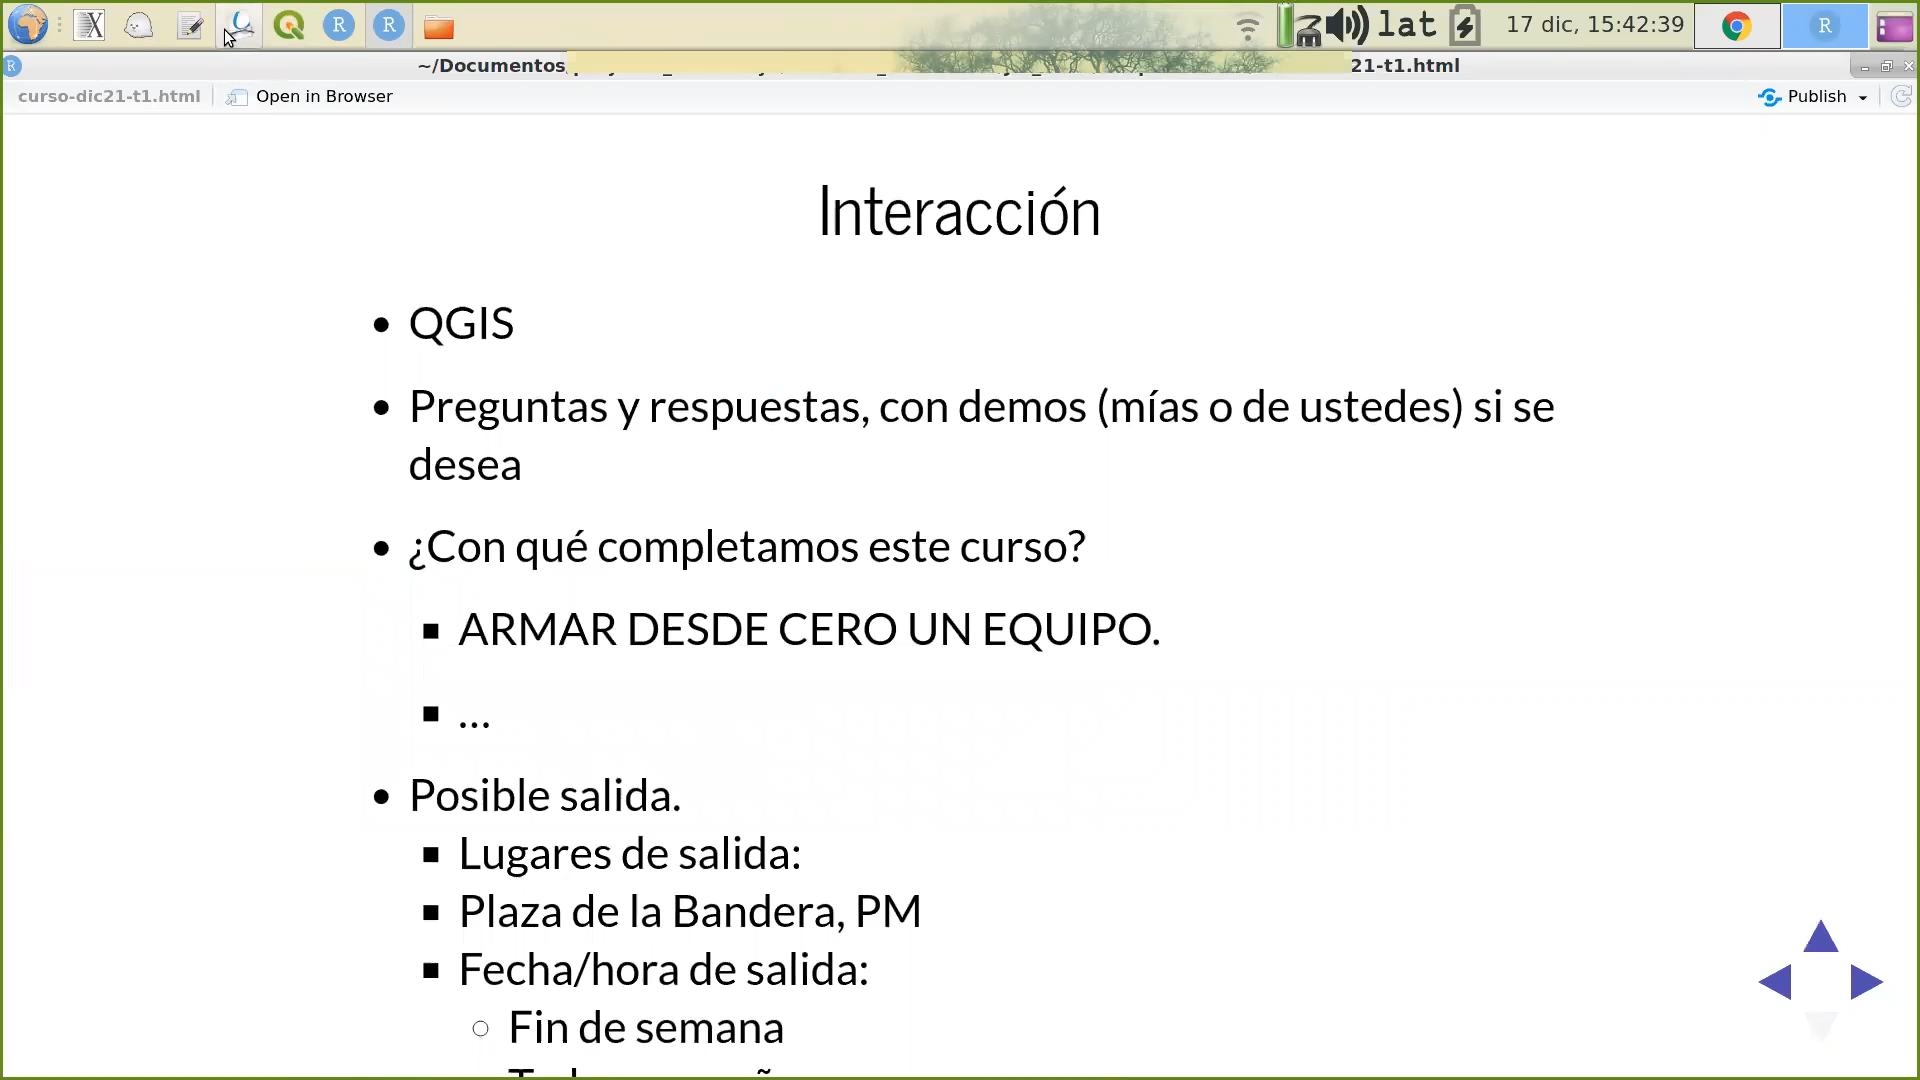 lat
17 dic, 15:42:39
~/Documentos
21-t1.html
curso-dic21-t1.html
Open in Browser
Publish
Interacción
QGIS
Preguntas y respuestas, con demos (mías o de ustedes) si se
desea
¿Con qué completamos este curso?
ARMAR DESDE CERO UN EQUIPO.
...
Posible salida.
Lugares de salida:
Plaza de la Bandera, PM
Fecha/hora de salida:
Fin de semana